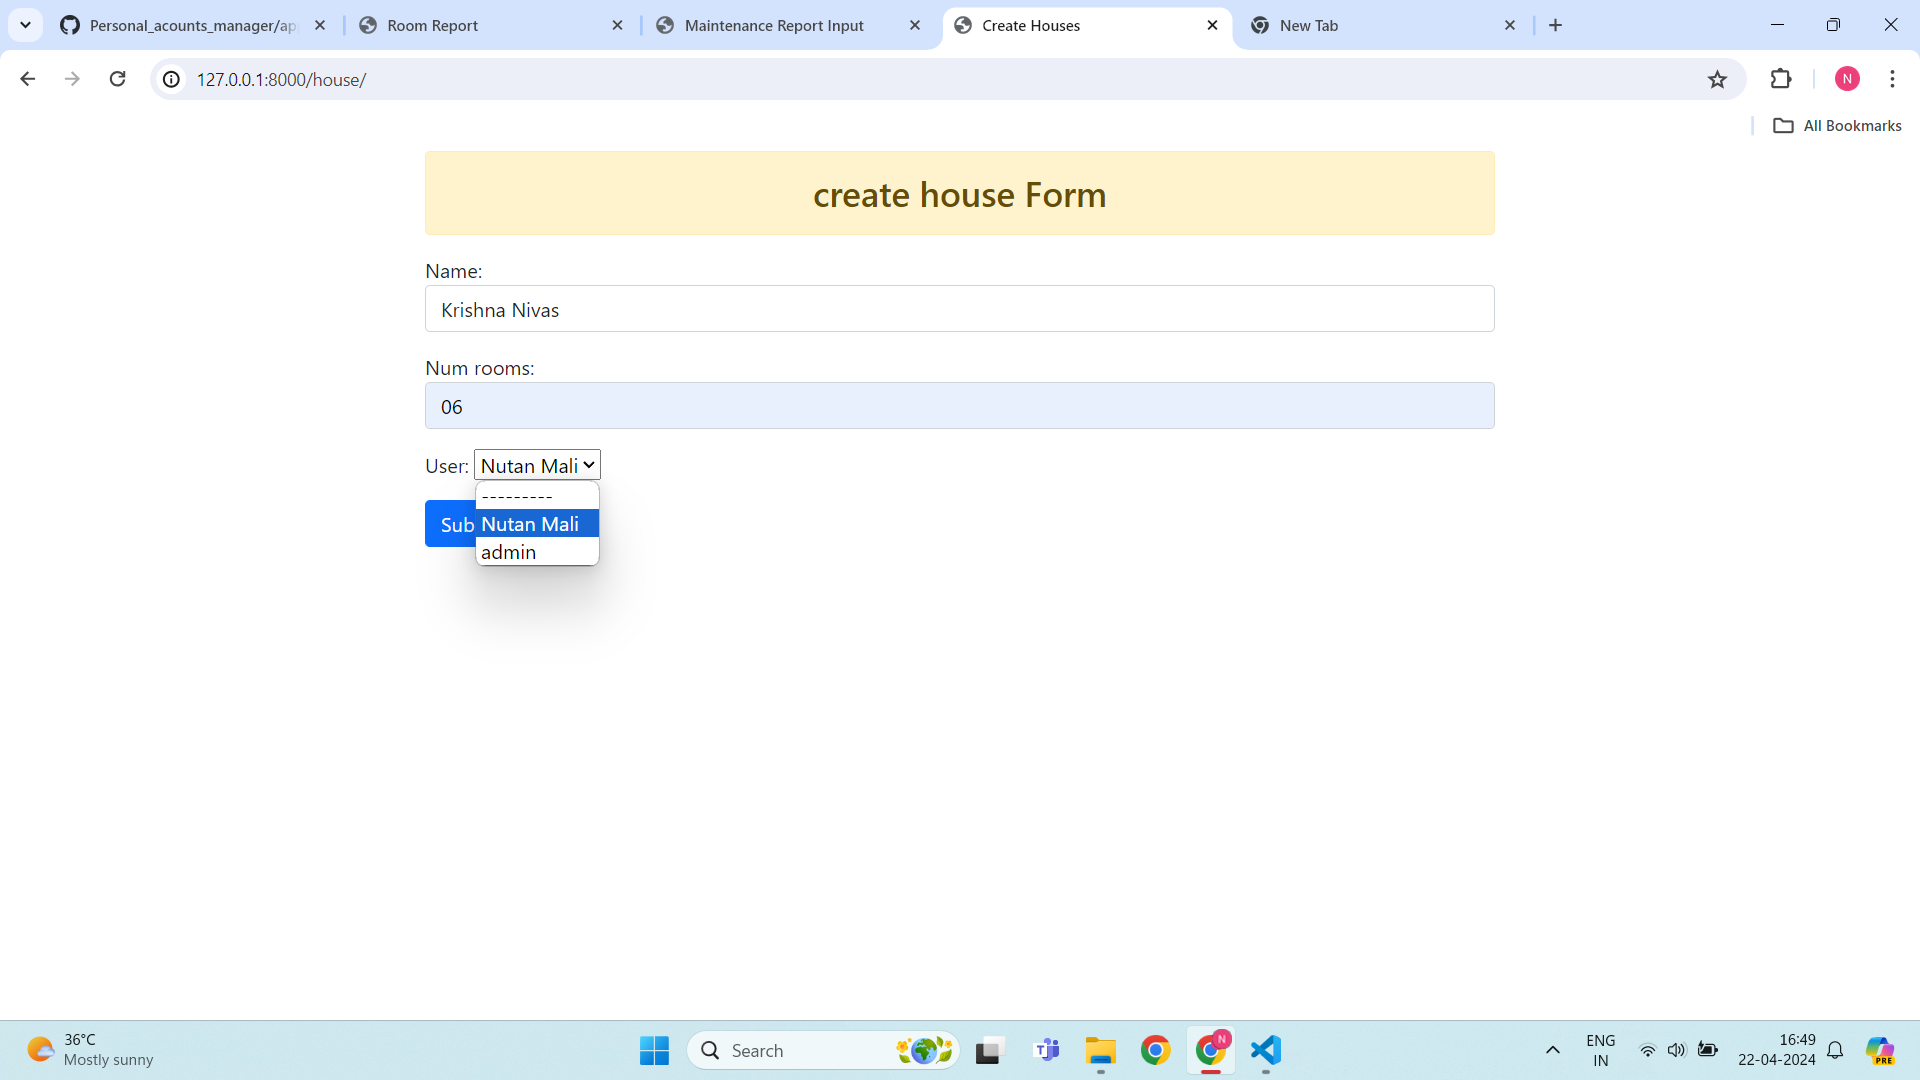 Personal_acounts_manager/ap
Room Report
Maintenance Report Input
Create Houses
New Tab
127.0.0.1:8000/house/
N
All Bookmarks
create house Form
Name:
Krishna Nivas
Num rooms:
06
User: Nutan Mali
---------
Sub Nutan Mali
admin
36°C
Mostly sunny
Search
N
ENG
IN
16:49
22-04-2024
PRE